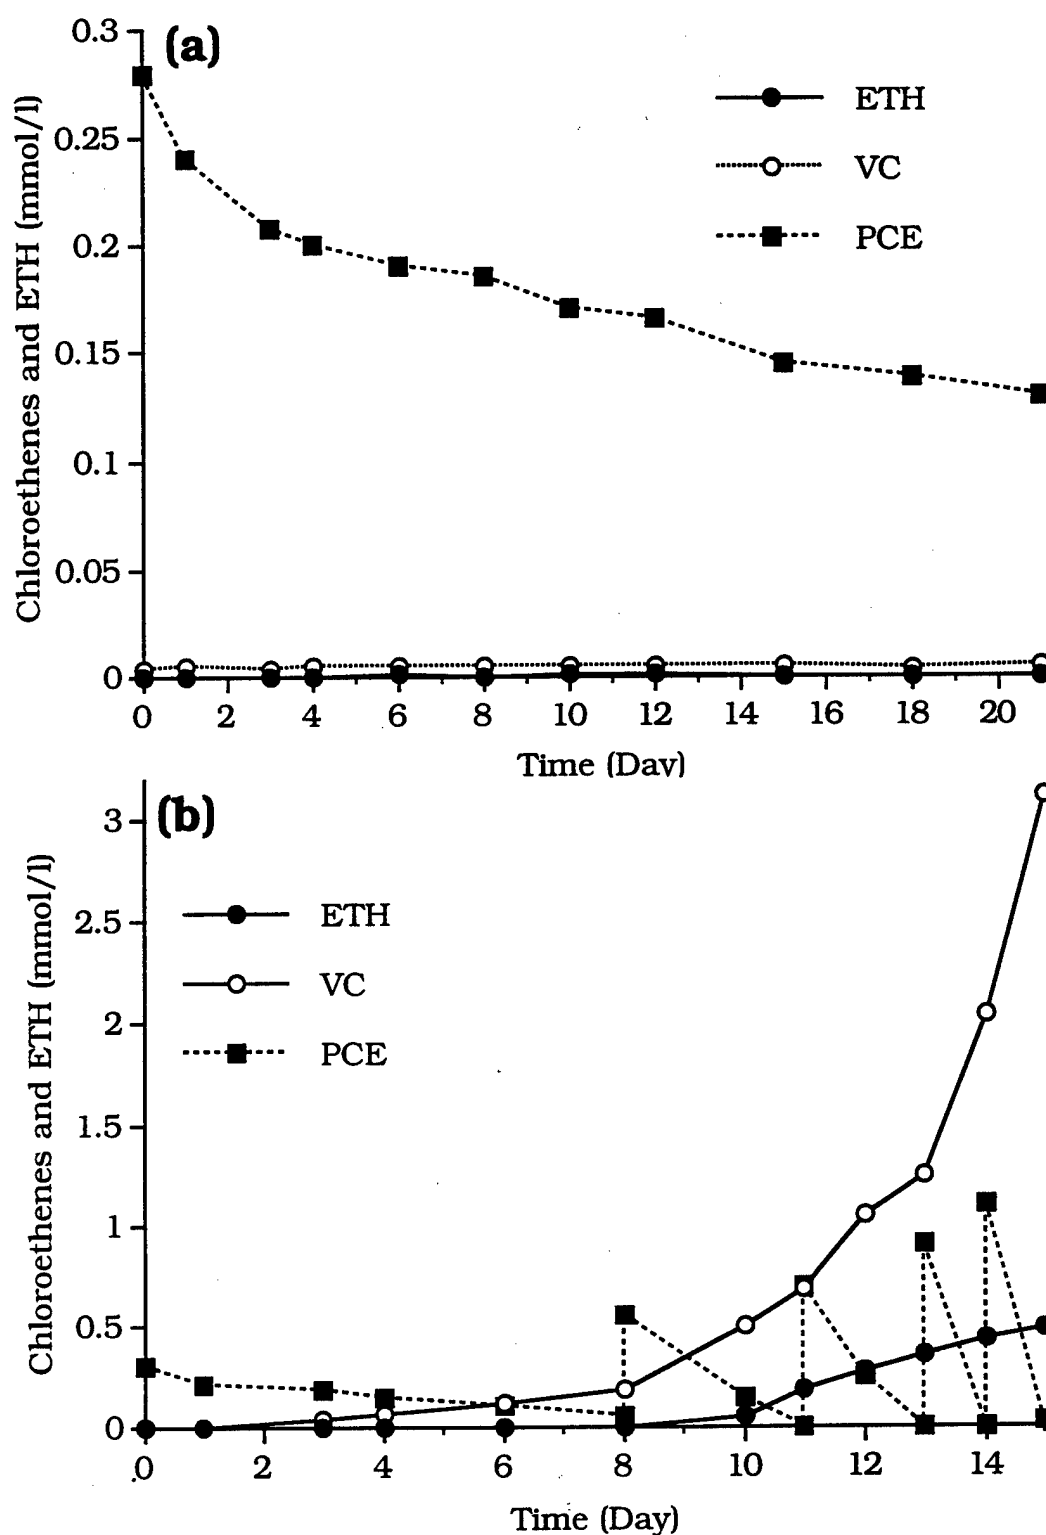 (a)
0.3
0.25
0.2
0.15
0.1
0.05
0
Chloroethenes and ETH (mmol/l)
ETH
VC
PCE
0 2 4 6 8 10 12 14 16 18 20
Time (Dav)
(b)
3
2.5
2
1.5
1
0.5
0
Chloroethenes and ETH (mmol/l)
ETH
VC
PCE
0 2 4 6 8 10 12 14
Time (Day)